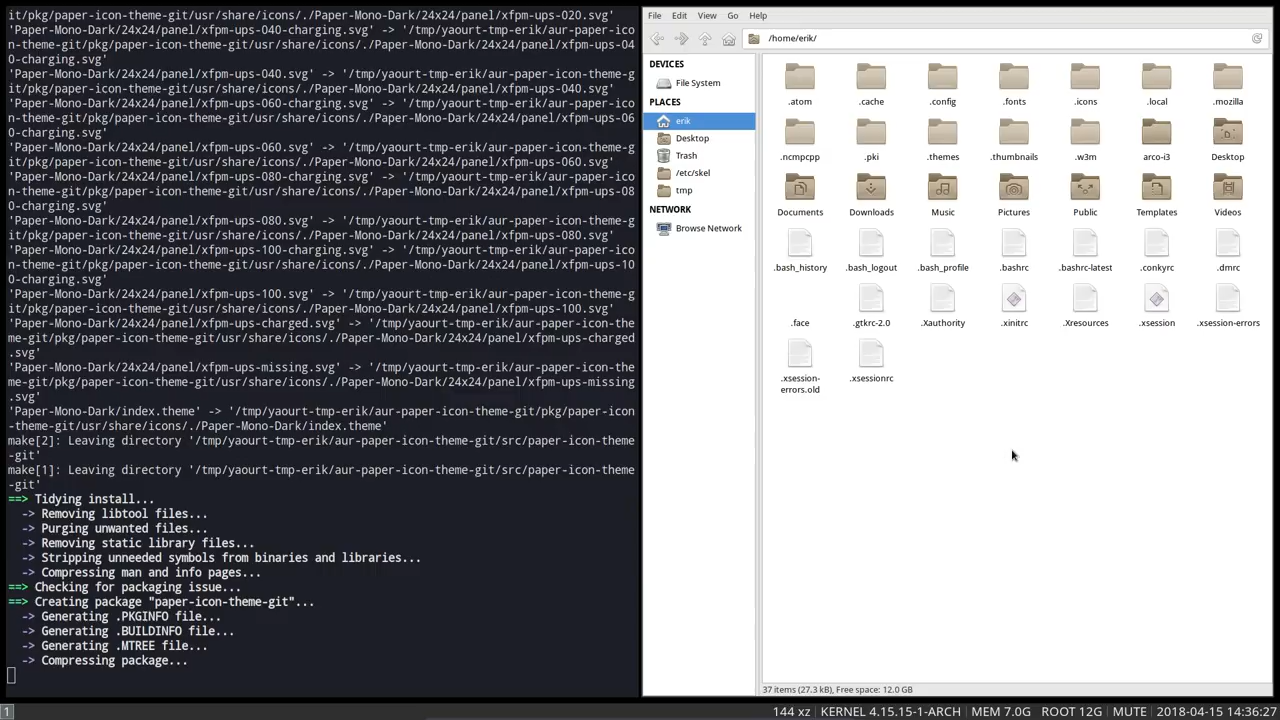 it/pkg/paper-icon-theme-git/usr/share/icons/./Paper-Mono-Dark/24x24/panel/xfpm-ups-020.svg'
'Paper-Mono-Dark/24x24/panel/xfpm-ups-040-charging.svg' -> '/tmp/yaourt-tmp-erik/aur-paper-ico
n-theme-git/pkg/paper-icon-theme-git/usr/share/icons/./Paper-Mono-Dark/24x24/panel/xfpm-ups-04
0-charging.svg'
'Paper-Mono-Dark/24x24/panel/xfpm-ups-040.svg' -> '/tmp/yaourt-tmp-erik/aur-paper-icon-theme-g
it/pkg/paper-icon-theme-git/usr/share/icons/./Paper-Mono-Dark/24x24/panel/xfpm-ups-040.svg'
'Paper-Mono-Dark/24x24/panel/xfpm-ups-060-charging.svg' -> '/tmp/yaourt-tmp-erik/aur-paper-ico
n-theme-git/pkg/paper-icon-theme-git/usr/share/icons/./Paper-Mono-Dark/24x24/panel/xfpm-ups-06
0-charging.svg'
'Paper-Mono-Dark/24x24/panel/xfpm-ups-060.svg' -> '/tmp/yaourt-tmp-erik/aur-paper-icon-theme-g
it/pkg/paper-icon-theme-git/usr/share/icons/./Paper-Mono-Dark/24x24/panel/xfpm-ups-060.svg'
'Paper-Mono-Dark/24x24/panel/xfpm-ups-080-charging.svg' -> '/tmp/yaourt-tmp-erik/aur-paper-ico
n-theme-git/pkg/paper-icon-theme-git/usr/share/icons/./Paper-Mono-Dark/24x24/panel/xfpm-ups-08
0-charging.svg'
'Paper-Mono-Dark/24x24/panel/xfpm-ups-080.svg' -> '/tmp/yaourt-tmp-erik/aur-paper-icon-theme-g
it/pkg/paper-icon-theme-git/usr/share/icons/./Paper-Mono-Dark/24x24/panel/xfpm-ups-080.svg'
'Paper-Mono-Dark/24x24/panel/xfpm-ups-100-charging.svg' -> '/tmp/yaourt-tmp-erik/aur-paper-ico
n-theme-git/pkg/paper-icon-theme-git/usr/share/icons/./Paper-Mono-Dark/24x24/panel/xfpm-ups-10
0-charging.svg'
'Paper-Mono-Dark/24x24/panel/xfpm-ups-100.svg' -> '/tmp/yaourt-tmp-erik/aur-paper-icon-theme-g
it/pkg/paper-icon-theme-git/usr/share/icons/./Paper-Mono-Dark/24x24/panel/xfpm-ups-100.svg'
'Paper-Mono-Dark/24x24/panel/xfpm-ups-charged.svg' -> '/tmp/yaourt-tmp-erik/aur-paper-icon-the
me-git/pkg/paper-icon-theme-git/usr/share/icons/./Paper-Mono-Dark/24x24/panel/xfpm-ups-charged
.svg'
'Paper-Mono-Dark/24x24/panel/xfpm-ups-missing.svg' -> '/tmp/yaourt-tmp-erik/aur-paper-icon-the
me-git/pkg/paper-icon-theme-git/usr/share/icons/./Paper-Mono-Dark/24x24/panel/xfpm-ups-missing
.svg'
'Paper-Mono-Dark/index.theme' -> '/tmp/yaourt-tmp-erik/aur-paper-icon-theme-git/pkg/paper-icon
-theme-git/usr/share/icons/./Paper-Mono-Dark/index.theme'
make[2]: Leaving directory '/tmp/yaourt-tmp-erik/aur-paper-icon-theme-git/src/paper-icon-theme
-git'
make[1]: Leaving directory '/tmp/yaourt-tmp-erik/aur-paper-icon-theme-git/src/paper-icon-theme
-git'
==> Tidying install...
-> Removing libtool files...
-> Purging unwanted files...
-> Removing static library files...
-> Stripping unneeded symbols from binaries and libraries...
-> Compressing man and info pages...
==> Checking for packaging issue...
==> Creating package "paper-icon-theme-git"...
-> Generating .PKGINFO file...
-> Generating .BUILDINFO file...
-> Generating .MTREE file...
-> Compressing package...
File Edit View Go Help
/home/erik/
DEVICES
File System
PLACES
erik
Desktop
Trash
/etc/skel
tmp
NETWORK
Browse Network
.atom .cache .config .fonts .icons .local .mozilla
.ncmpcpp .pki .themes .thumbnails .w3m arco-i3 Desktop
Documents Downloads Music Pictures Public Templates Videos
.bash_history .bash_logout .bash_profile .bashrc .bashrc-latest .conkyrc .dmrc
.face .gtkrc-2.0 .Xauthority .xinitrc .Xresources .xsession .xsession-errors
.xsession-errors.old .xsessionrc
37 items (27.3 kB), Free space: 12.0 GB
1 144 xz KERNEL 4.15.15-1-ARCH MEM 7.0G ROOT 12G MUTE 2018-04-15 14:36:27